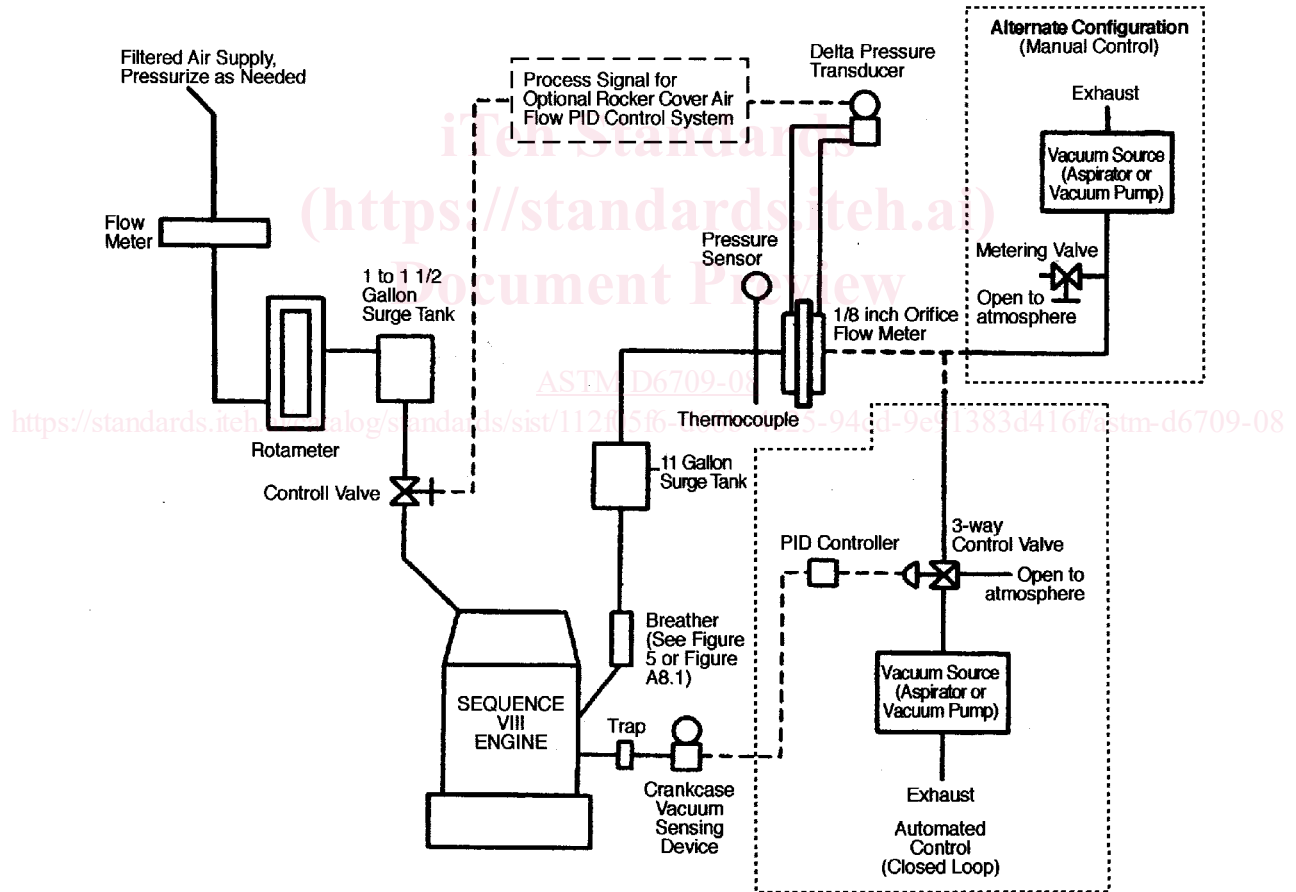 Alternate Configuration
(Manual Control)
Filtered Air Supply,
Pressurize as Needed
Process Signal for
Optional Rocker Cover Air
Flow PID Control System
Delta Pressure
Transducer
Exhaust
Vacuum Source
(Aspirator or
Vacuum Pump)
iTeh Standards
(https://standards.iteh.ai)
Document Preview
Flow
Meter
Pressure
Sensor
Metering Valve
Open to
atmosphere
1 to 1 1/2
Gallon
Surge Tank
1/8 inch Orifice
Flow Meter
ASTM D6709-08
Thermocouple
Rotameter
11 Gallon
Surge Tank
Controll Valve
3-way
Control Valve
PID Controller
Open to
atmosphere
Breather
(See Figure
5 or Figure
A8.1)
Vacuum Source
(Aspirator or
Vacuum Pump)
SEQUENCE
VIII
ENGINE
Trap
Crankcase
Vacuum
Sensing
Device
Exhaust
Automated
Control
(Closed Loop)